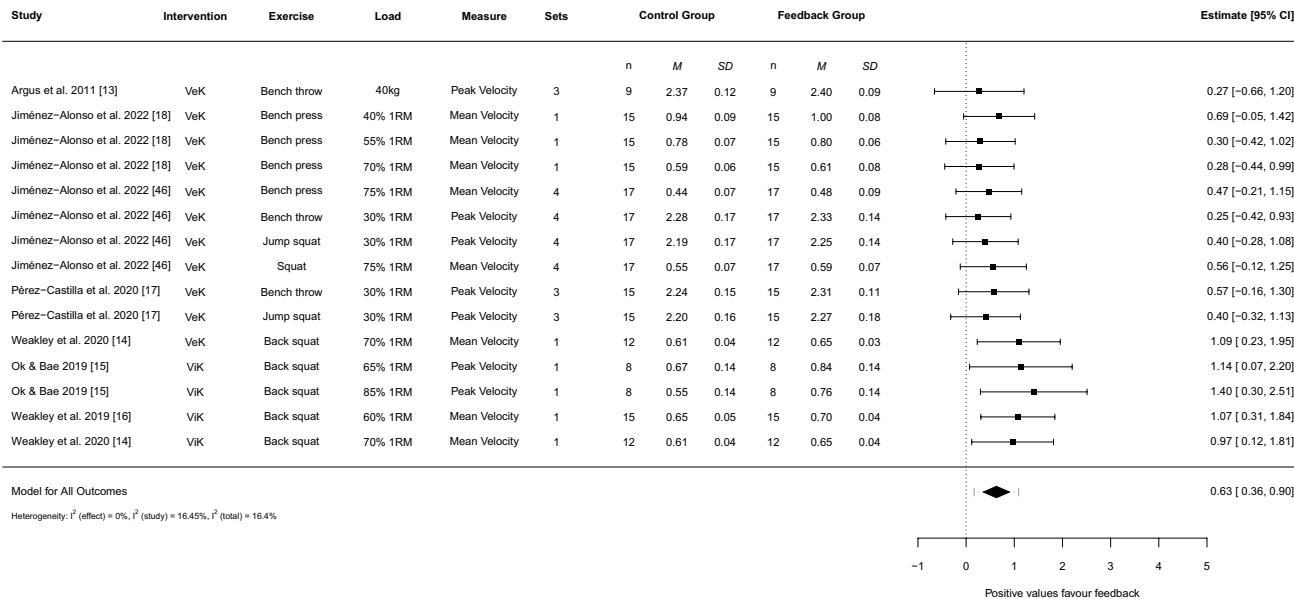 Study Intervention Exercise Load Measure Sets Control Group Feedback Group Estimate [95% CI]
n M SD n M SD
Argus et al. 2011 [13] VeK Bench throw 40kg Peak Velocity 3 9 2.37 0.12 9 2.40 0.09 0.27 [−0.66, 1.20]
Jiménez−Alonso et al. 2022 [18] VeK Bench press 40% 1RM Mean Velocity 1 15 0.94 0.09 15 1.00 0.08 0.69 [−0.05, 1.42]
Jiménez−Alonso et al. 2022 [18] VeK Bench press 55% 1RM Mean Velocity 1 15 0.78 0.07 15 0.80 0.06 0.30 [−0.42, 1.02]
Jiménez−Alonso et al. 2022 [18] VeK Bench press 70% 1RM Mean Velocity 1 15 0.59 0.06 15 0.61 0.08 0.28 [−0.44, 0.99]
Jiménez−Alonso et al. 2022 [46] VeK Bench press 75% 1RM Mean Velocity 4 17 0.44 0.07 17 0.48 0.09 0.47 [−0.21, 1.15]
Jiménez−Alonso et al. 2022 [46] VeK Bench throw 30% 1RM Peak Velocity 4 17 2.28 0.17 17 2.33 0.14 0.25 [−0.42, 0.93]
Jiménez−Alonso et al. 2022 [46] VeK Jump squat 30% 1RM Peak Velocity 4 17 2.19 0.17 17 2.25 0.14 0.40 [−0.28, 1.08]
Jiménez−Alonso et al. 2022 [46] VeK Squat 75% 1RM Mean Velocity 4 17 0.55 0.07 17 0.59 0.07 0.56 [−0.12, 1.25]
Pérez−Castilla et al. 2020 [17] VeK Bench throw 30% 1RM Peak Velocity 3 15 2.24 0.15 15 2.31 0.11 0.57 [−0.16, 1.30]
Pérez−Castilla et al. 2020 [17] VeK Jump squat 30% 1RM Peak Velocity 3 15 2.20 0.16 15 2.27 0.18 0.40 [−0.32, 1.13]
Weakley et al. 2020 [14] VeK Back squat 70% 1RM Mean Velocity 1 12 0.61 0.04 12 0.65 0.03 1.09 [ 0.23, 1.95]
Ok & Bae 2019 [15] ViK Back squat 65% 1RM Peak Velocity 1 8 0.67 0.14 8 0.84 0.14 1.14 [ 0.07, 2.20]
Ok & Bae 2019 [15] ViK Back squat 85% 1RM Peak Velocity 1 8 0.55 0.14 8 0.76 0.14 1.40 [ 0.30, 2.51]
Weakley et al. 2019 [16] ViK Back squat 60% 1RM Mean Velocity 1 15 0.65 0.05 15 0.70 0.04 1.07 [ 0.31, 1.84]
Weakley et al. 2020 [14] ViK Back squat 70% 1RM Mean Velocity 1 12 0.61 0.04 12 0.65 0.04 0.97 [ 0.12, 1.81]
Model for All Outcomes 0.63 [ 0.36, 0.90]
Heterogeneity: I² (effect) = 0%, I² (study) = 16.45%, I² (total) = 16.4%
−1 0 1 2 3 4 5
Positive values favour feedback